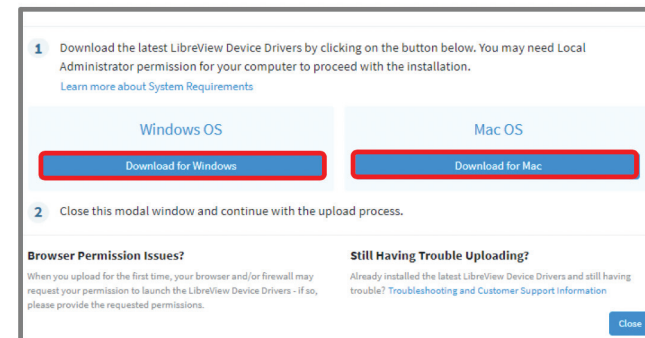 1 Download the latest LibreView Device Drivers by clicking on the button below. You may need Local
Administrator permission for your computer to proceed with the installation.
Learn more about System Requirements
Windows OS
Download for Windows
Mac OS
Download for Mac
2 Close this modal window and continue with the upload process.
Browser Permission Issues?
When you upload for the first time, your browser and/or firewall may
request your permission to launch the LibreView Device Drivers - if so,
please provide the requested permissions.
Still Having Trouble Uploading?
Already installed the latest LibreView Device Drivers and still having
trouble? Troubleshooting and Customer Support Information
Close